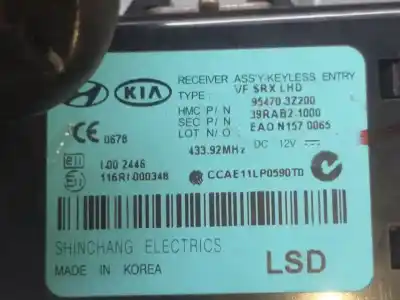 KIA
RECEIVER ASS'Y-KEYLESS ENTRY
TYPE: VF SRX LHD
HMC P/N 95470-3Z200
SEC P/N 39RAB2-1000
LOT N/O : EAO N157 0065
433.92MHz DC 12V
CE 0678
e11 I-00 2446
116RI-000348
CCAE11LP0590T0
SHINCHANG ELECTRICS
MADE IN KOREA
LSD